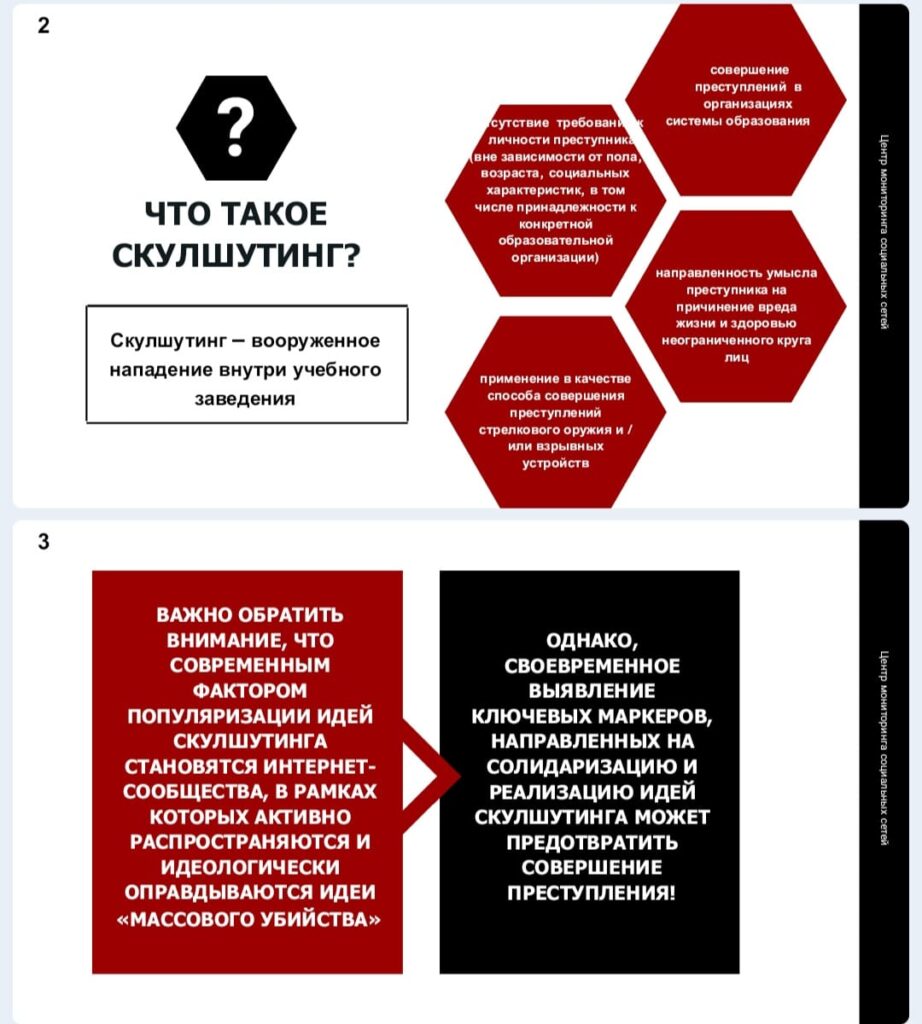 2
?
ЧТО ТАКОЕ
СКУЛШУТИНГ?
Скулшутинг – вооруженное
нападение внутри учебного
заведения
совершение
преступлений в
организациях
системы образования
сутствие требований к
личности преступника
(вне зависимости от пола,
возраста, социальных
характеристик, в том
числе принадлежности к
конкретной
образовательной
организации)
направленность умысла
преступника на
причинение вреда
жизни и здоровью
неограниченного круга
лиц
применение в качестве
способа совершения
преступлений
стрелкового оружия и /
или взрывных
устройств
Центр мониторинга социальных сетей
3
ВАЖНО ОБРАТИТЬ
ВНИМАНИЕ, ЧТО
СОВРЕМЕННЫМ
ФАКТОРОМ
ПОПУЛЯРИЗАЦИИ ИДЕЙ
СКУЛШУТИНГА
СТАНОВЯТСЯ ИНТЕРНЕТ-
СООБЩЕСТВА, В РАМКАХ
КОТОРЫХ АКТИВНО
РАСПРОСТРАНЯЮТСЯ И
ИДЕОЛОГИЧЕСКИ
ОПРАВДЫВАЮТСЯ ИДЕИ
«МАССОВОГО УБИЙСТВА»
ОДНАКО,
СВОЕВРЕМЕННОЕ
ВЫЯВЛЕНИЕ
КЛЮЧЕВЫХ МАРКЕРОВ,
НАПРАВЛЕННЫХ НА
СОЛИДАРИЗАЦИЮ И
РЕАЛИЗАЦИЮ ИДЕЙ
СКУЛШУТИНГА МОЖЕТ
ПРЕДОТВРАТИТЬ
СОВЕРШЕНИЕ
ПРЕСТУПЛЕНИЯ!
Центр мониторинга социальных сетей